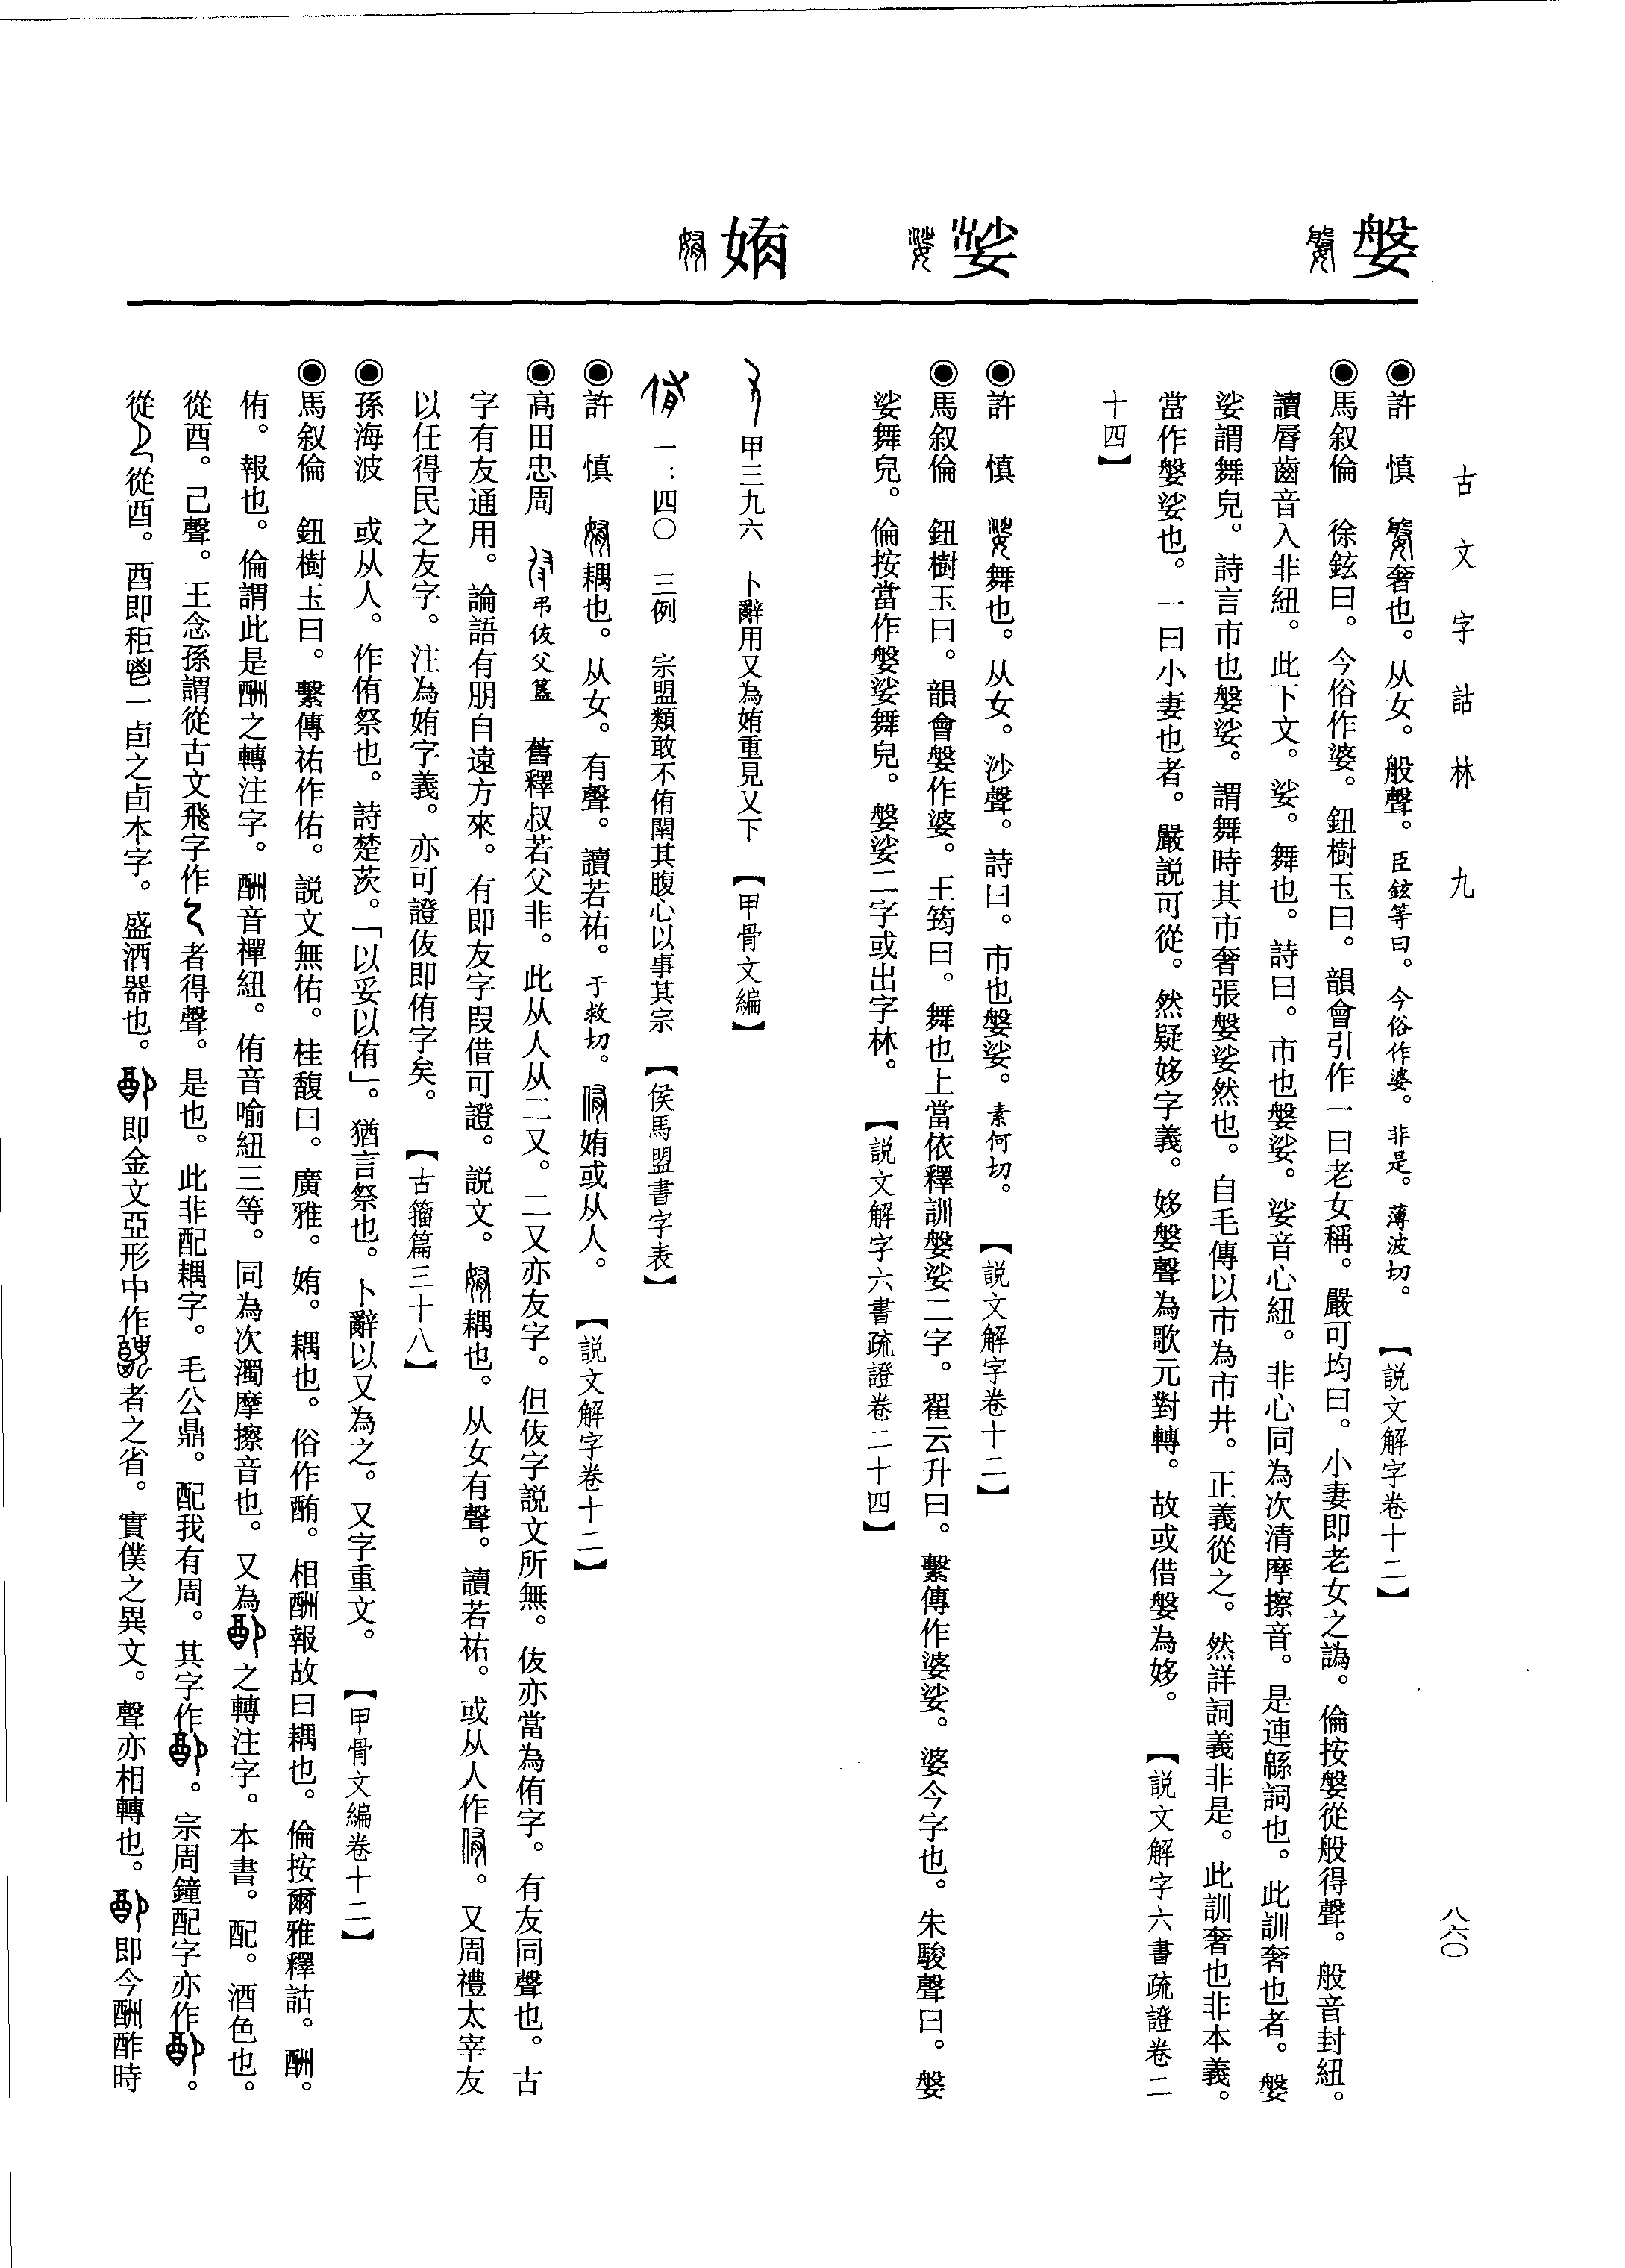 古文字詁林 九
八六〇
媻
娑
姷
◉許 慎 奢也。从女。般聲。臣鉉等曰。今俗作婆。非是。薄波切。 【説文解字卷十二】
◉馬叙倫 徐鉉曰。今俗作婆。鈕樹玉曰。韻會引作一曰老女稱。嚴可均曰。小妻即老女之譌。倫按媻從般得聲。般音封紐。
讀脣齒音入非紐。此下文。娑。舞也。詩曰。市也媻娑。娑音心紐。非心同為次清摩擦音。是連緜詞也。此訓奢也者。媻
娑謂舞皃。詩言市也媻娑。謂舞時其巿奢張媻娑然也。自毛傳以市為市井。正義從之。然詳詞義非是。此訓奢也非本義。
當作媻娑也。一曰小妻也者。嚴説可從。然疑姼字義。姼媻聲為歌元對轉。故或借媻為姼。 【説文解字六書疏證卷二
十四】
◉許 慎 舞也。从女。沙聲。詩曰。市也媻娑。素何切。 【説文解字卷十二】
◉馬叙倫 鈕樹玉曰。韻會媻作婆。王筠曰。舞也上當依釋訓媻娑二字。翟云升曰。繫傳作婆娑。婆今字也。朱駿聲曰。媻
娑舞皃。倫按當作媻娑舞皃。媻娑二字或出字林。 【説文解字六書疏證卷二十四】
甲三九六 卜辭用又為姷重見又下 【甲骨文編】
一：四〇 三例 宗盟類敢不侑閈其腹心以事其宗 【侯馬盟書字表】
◉許 慎 耦也。从女。有聲。讀若祐。于救切。姷或从人。 【説文解字卷十二】
◉高田忠周 弔㕛父簋 舊釋叔若父非。此从人从二又。二又亦友字。但㕛字説文所無。㕛亦當為侑字。有友同聲也。古
字有友通用。論語有朋自遠方來。有即友字叚借可證。説文。耦也。从女有聲。讀若祐。或从人作。又周禮太宰友
以任得民之友字。注為姷字義。亦可證㕛即侑字矣。 【古籀篇三十八】
◉孫海波 或从人。作侑祭也。詩楚茨。「以妥以侑」。猶言祭也。卜辭以又為之。又字重文。 【甲骨文編卷十二】
◉馬叙倫 鈕樹玉曰。繫傳祐作佑。説文無佑。桂馥曰。廣雅。姷。耦也。俗作酭。相酬報故曰耦也。倫按爾雅釋詁。酬。
侑。報也。倫謂此是酬之轉注字。酬音禪紐。侑音喻紐三等。同為次濁摩擦音也。又為之轉注字。本書。配。酒色也。
從酉。己聲。王念孫謂從古文飛字作者得聲。是也。此非配耦字。毛公鼎。配我有周。其字作。宗周鐘配字亦作。
從從酉。酉即秬鬯一卣之卣本字。盛酒器也。即金文亞形中作者之省。實僕之異文。聲亦相轉也。即今酬酢時